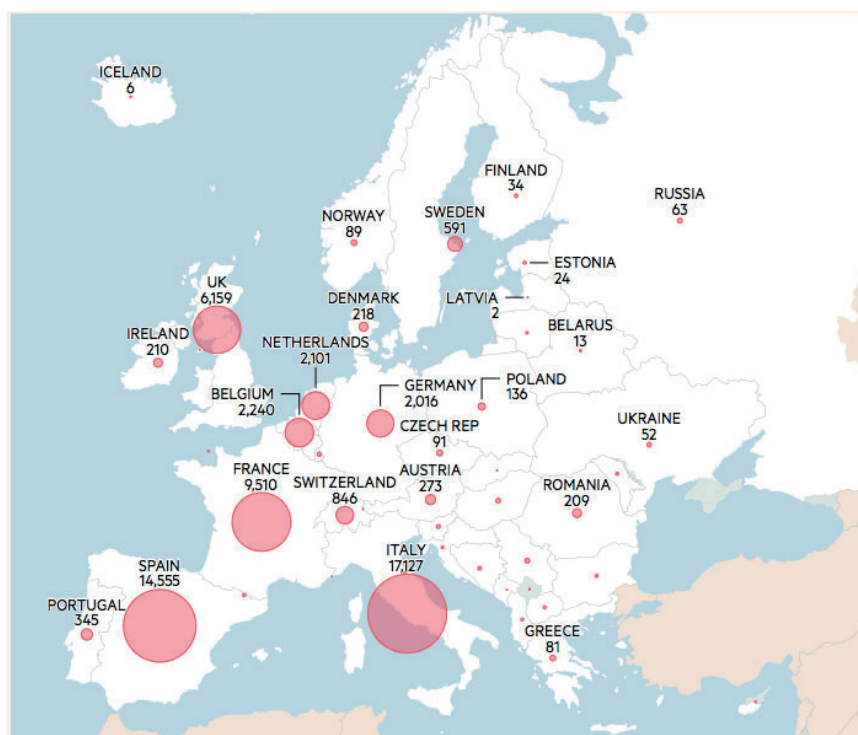 ICELAND
6
FINLAND
34
RUSSIA
63
NORWAY
89
SWEDEN
591
ESTONIA
24
UK
6,159
DENMARK
218
LATVIA
2
BELARUS
13
IRELAND
210
NETHERLANDS
2,101
BELGIUM
2,240
GERMANY
2,016
POLAND
136
UKRAINE
52
CZECH REP
91
FRANCE
9,510
SWITZERLAND
846
AUSTRIA
273
ROMANIA
209
SPAIN
14,555
ITALY
17,127
PORTUGAL
345
GREECE
81